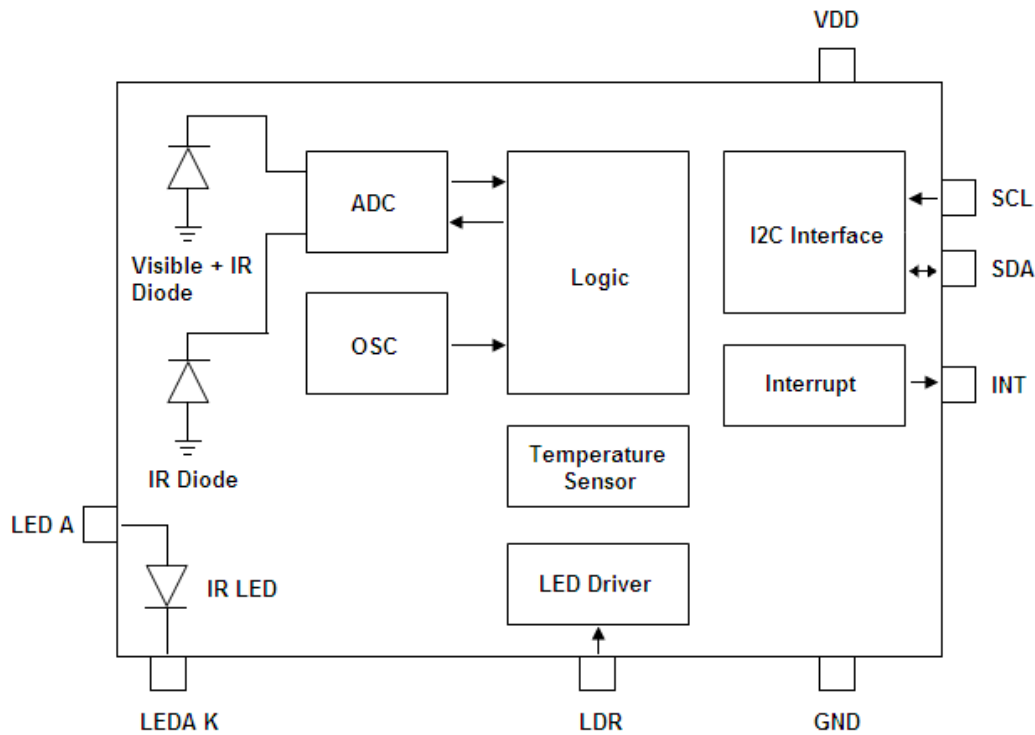 VDD
ADC
Logic
I2C Interface
SCL
SDA
Visible + IR
Diode
OSC
Interrupt
INT
IR Diode
Temperature
Sensor
LED A
IR LED
LED Driver
LEDA K
LDR
GND